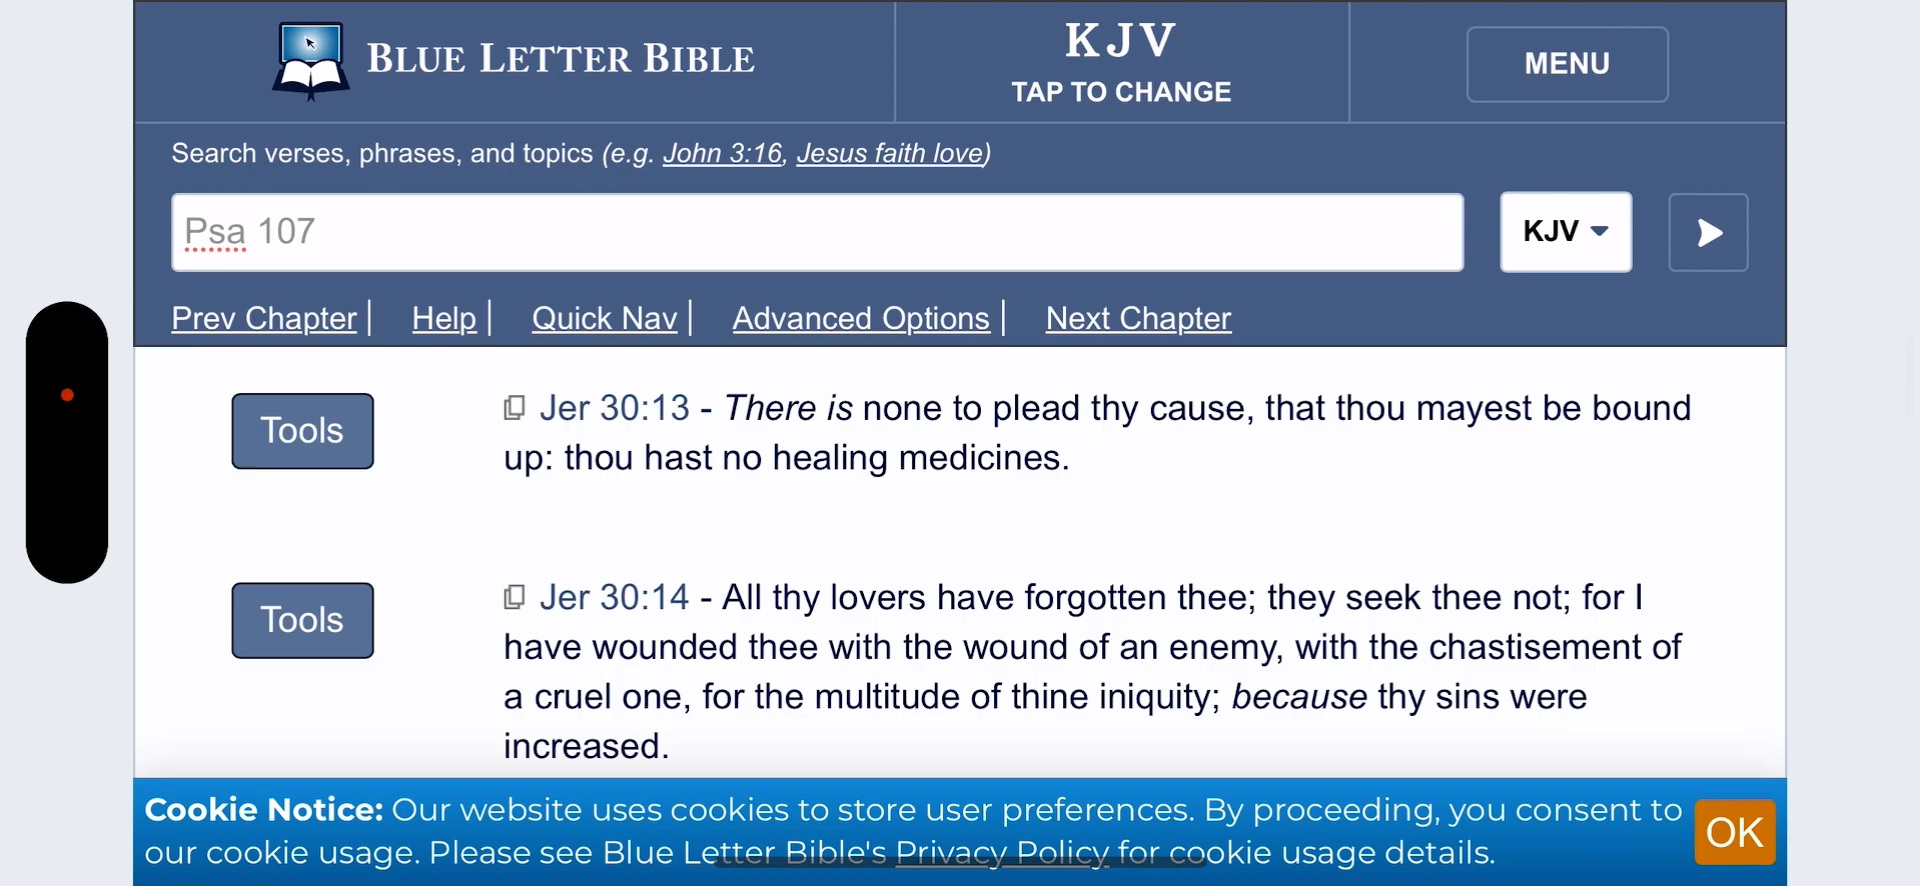 BLUE LETTER BIBLE
KJV
TAP TO CHANGE
MENU
Search verses, phrases, and topics (e.g. John 3:16, Jesus faith love)
Psa 107
KJV
Prev Chapter | Help | Quick Nav | Advanced Options | Next Chapter
Tools
Jer 30:13 - There is none to plead thy cause, that thou mayest be bound
up: thou hast no healing medicines.
Tools
Jer 30:14 - All thy lovers have forgotten thee; they seek thee not; for I
have wounded thee with the wound of an enemy, with the chastisement of
a cruel one, for the multitude of thine iniquity; because thy sins were
increased.
Cookie Notice: Our website uses cookies to store user preferences. By proceeding, you consent to
our cookie usage. Please see Blue Letter Bible's Privacy Policy for cookie usage details.
OK